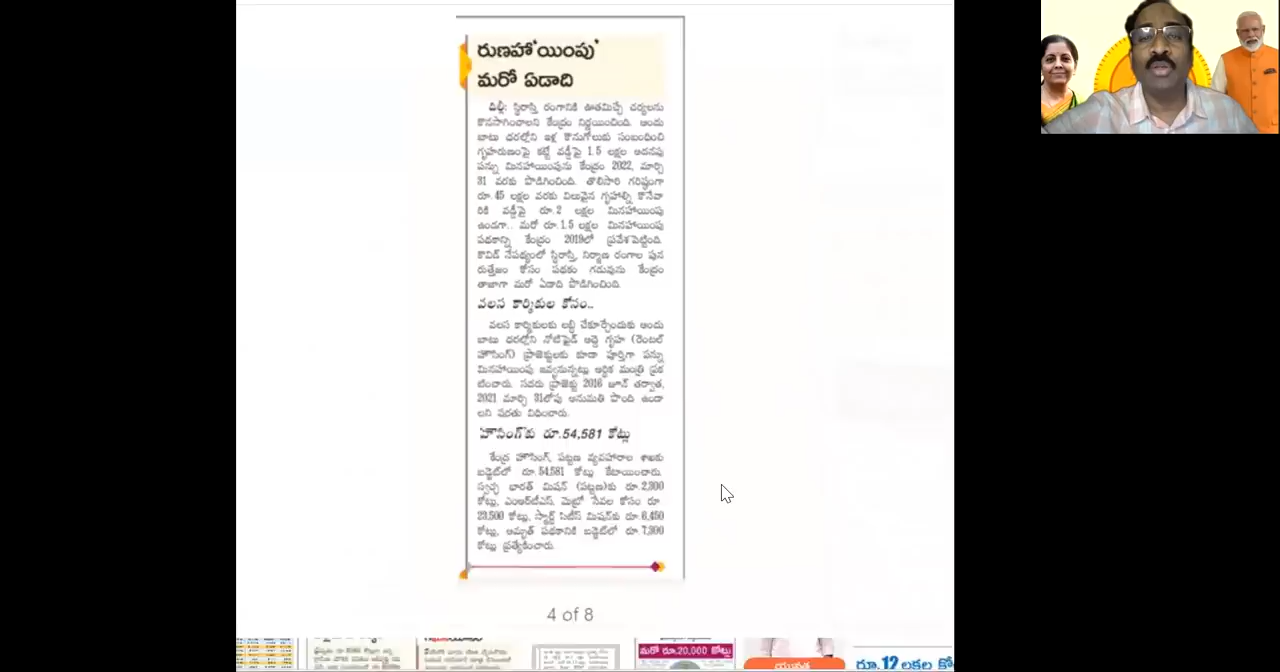 రుణహా‘యింపు’
మరో ఏడాది
ఢిల్లీ: స్థిరాస్తి రంగానికి ఊతమిచ్చే చర్యలను
కొనసాగించాలని కేంద్రం నిర్ణయించింది. అందు
బాటు ధరల్లోని ఇళ్ల కొనుగోలుకు సంబంధించి
గృహరుణంపై కట్టే వడ్డీపై 1.5 లక్షల అదనపు
పన్ను మినహాయింపును కేంద్రం 2022, మార్చి
31 వరకు పొడిగించింది. తొలిసారి గరిష్ఠంగా
రూ.45 లక్షల వరకు విలువైన గృహాల్ని కొనేవా
రికి వడ్డీపై రూ.2 లక్షల మినహాయింపు
ఉండగా.. మరో రూ.1.5 లక్షల మినహాయింపు
పథకాన్ని కేంద్రం 2019లో ప్రవేశపెట్టింది.
కొవిడ్ నేపథ్యంలో స్థిరాస్తి, నిర్మాణ రంగాల పున
రుత్తేజం కోసం పథకం గడువును కేంద్రం
తాజాగా మరో ఏడాది పొడిగించింది.
వలస కార్మికుల కోసం..
వలస కార్మికులకు లబ్ధి చేకూర్చేందుకు అందు
బాటు ధరల్లోని నోటిఫైడ్ అద్దె గృహ (రెంటల్
హౌసింగ్) ప్రాజెక్టులకు కూడా పూర్తిగా పన్ను
మినహాయింపు ఇవ్వనున్నట్లు ఆర్థిక మంత్రి ప్రక
టించారు. సదరు ప్రాజెక్టు 2016 జూన్ తర్వాత,
2021 మార్చి 31లోపు అనుమతి పొంది ఉండా
లని షరతు విధించారు.
‘హౌసింగ్’కు రూ.54,581 కోట్లు
కేంద్ర హౌసింగ్, పట్టణ వ్యవహారాల శాఖకు
బడ్జెట్‌లో రూ.54,581 కోట్లు కేటాయించారు.
స్వచ్ఛ భారత్ మిషన్ (పట్టణ)కు రూ.2,300
కోట్లు, ఎంఆర్‌టీఎస్, మెట్రో సేవల కోసం రూ
23,500 కోట్లు, స్మార్ట్ సిటీస్ మిషన్‌కు రూ.6,450
కోట్లు, అమృత్ పథకానికి బడ్జెట్‌లో రూ.7,300
కోట్లు ప్రత్యేకించారు.
4 of 8
మరో రూ.20,000 కోట్లు
యువత
రూ.12 లకల కో